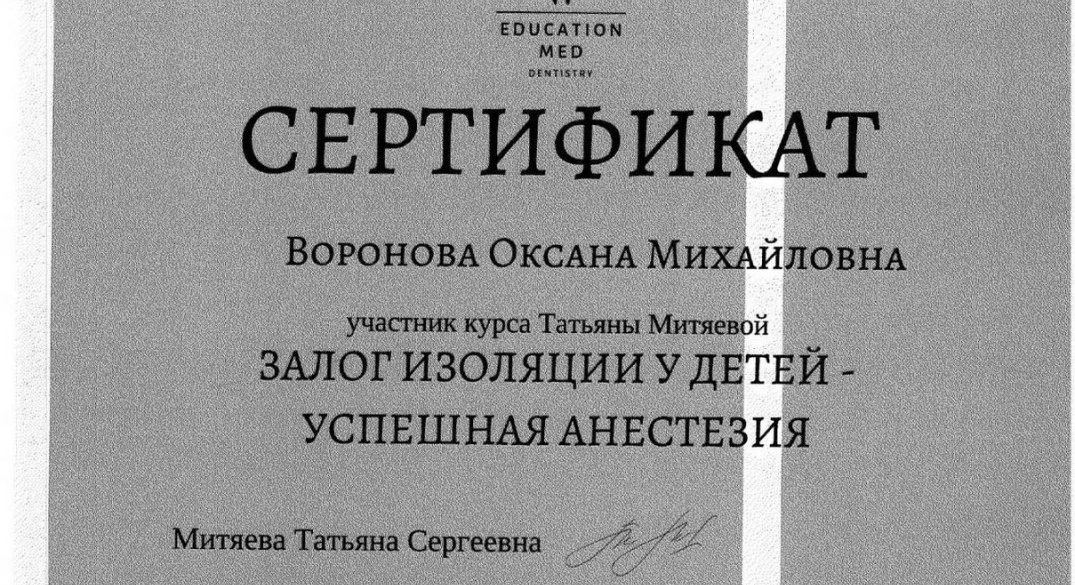 EDUCATION
MED
DENTISTRY
СЕРТИФИКАТ
Воронова Оксана Михайловна
участник курса Татьяны Митяевой
ЗАЛОГ ИЗОЛЯЦИИ У ДЕТЕЙ -
УСПЕШНАЯ АНЕСТЕЗИЯ
Митяева Татьяна Сергеевна